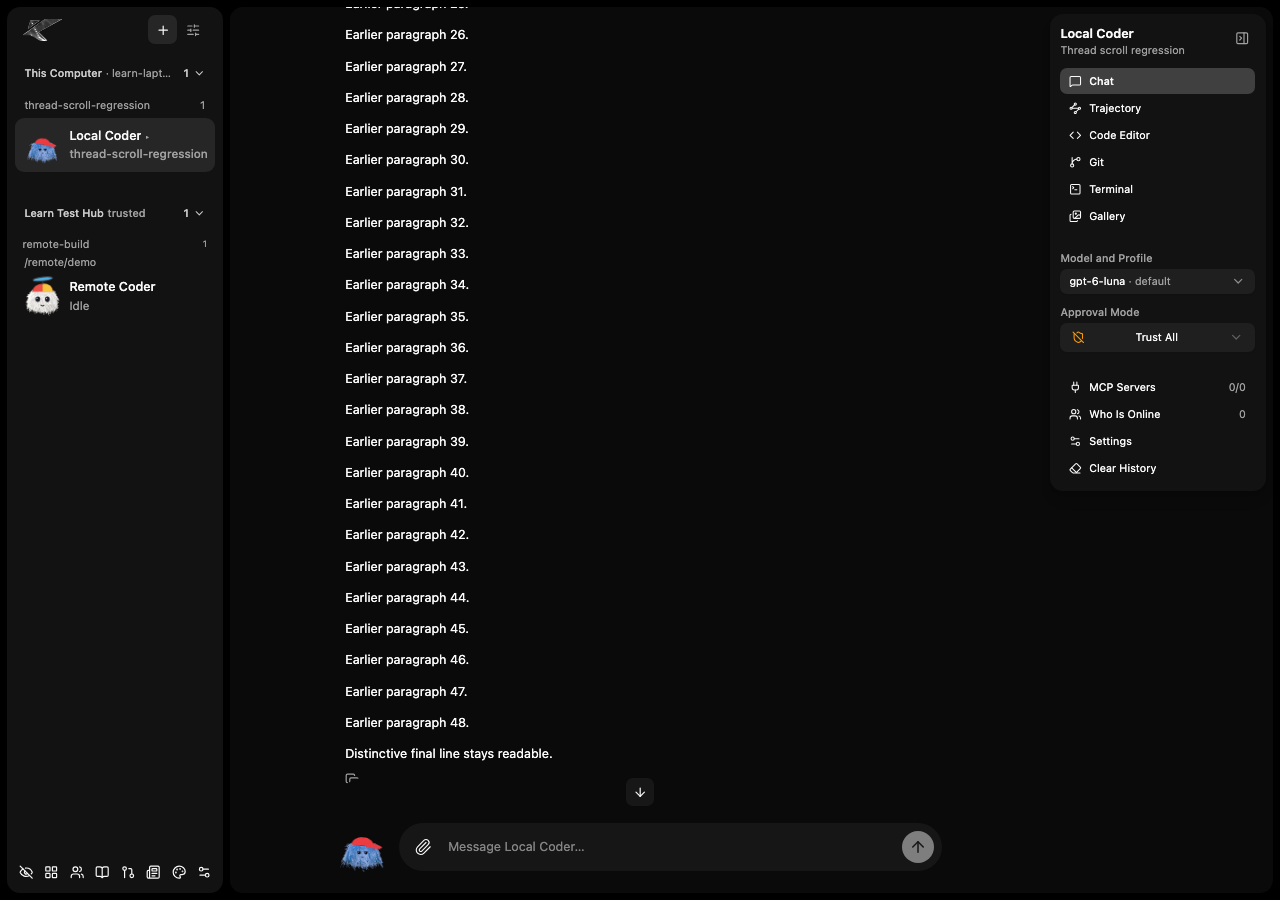 This Computer · learn-lapt... 1
thread-scroll-regression 1
Local Coder
thread-scroll-regression
Learn Test Hub trusted 1
remote-build 1
/remote/demo
Remote Coder
Idle
Earlier paragraph 26.
Earlier paragraph 27.
Earlier paragraph 28.
Earlier paragraph 29.
Earlier paragraph 30.
Earlier paragraph 31.
Earlier paragraph 32.
Earlier paragraph 33.
Earlier paragraph 34.
Earlier paragraph 35.
Earlier paragraph 36.
Earlier paragraph 37.
Earlier paragraph 38.
Earlier paragraph 39.
Earlier paragraph 40.
Earlier paragraph 41.
Earlier paragraph 42.
Earlier paragraph 43.
Earlier paragraph 44.
Earlier paragraph 45.
Earlier paragraph 46.
Earlier paragraph 47.
Earlier paragraph 48.
Distinctive final line stays readable.
Message Local Coder...
Local Coder
Thread scroll regression
Chat
Trajectory
Code Editor
Git
Terminal
Gallery
Model and Profile
gpt-6-luna · default
Approval Mode
Trust All
MCP Servers 0/0
Who Is Online 0
Settings
Clear History